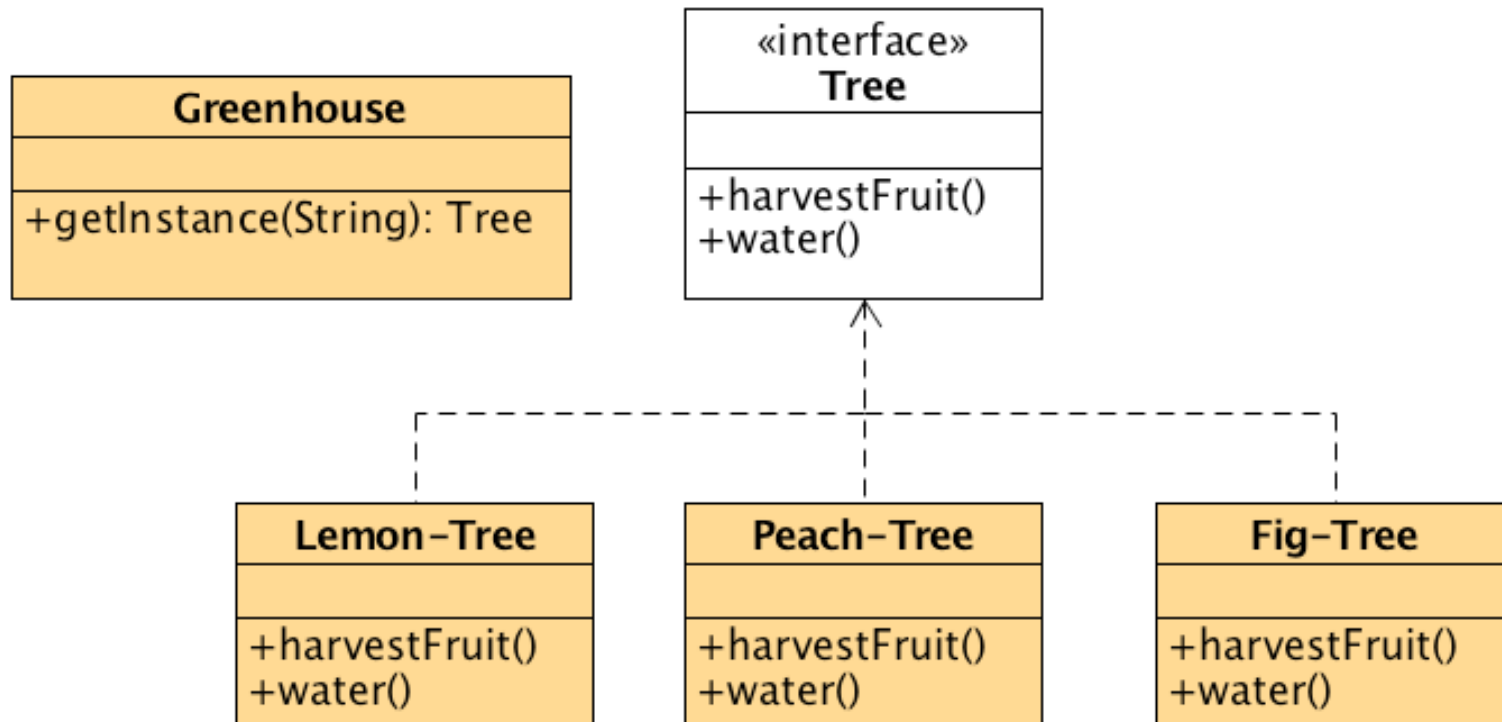 Greenhouse
+getInstance(String): Tree
«interface»
Tree
+harvestFruit()
+water()
Lemon-Tree
+harvestFruit()
+water()
Peach-Tree
+harvestFruit()
+water()
Fig-Tree
+harvestFruit()
+water()